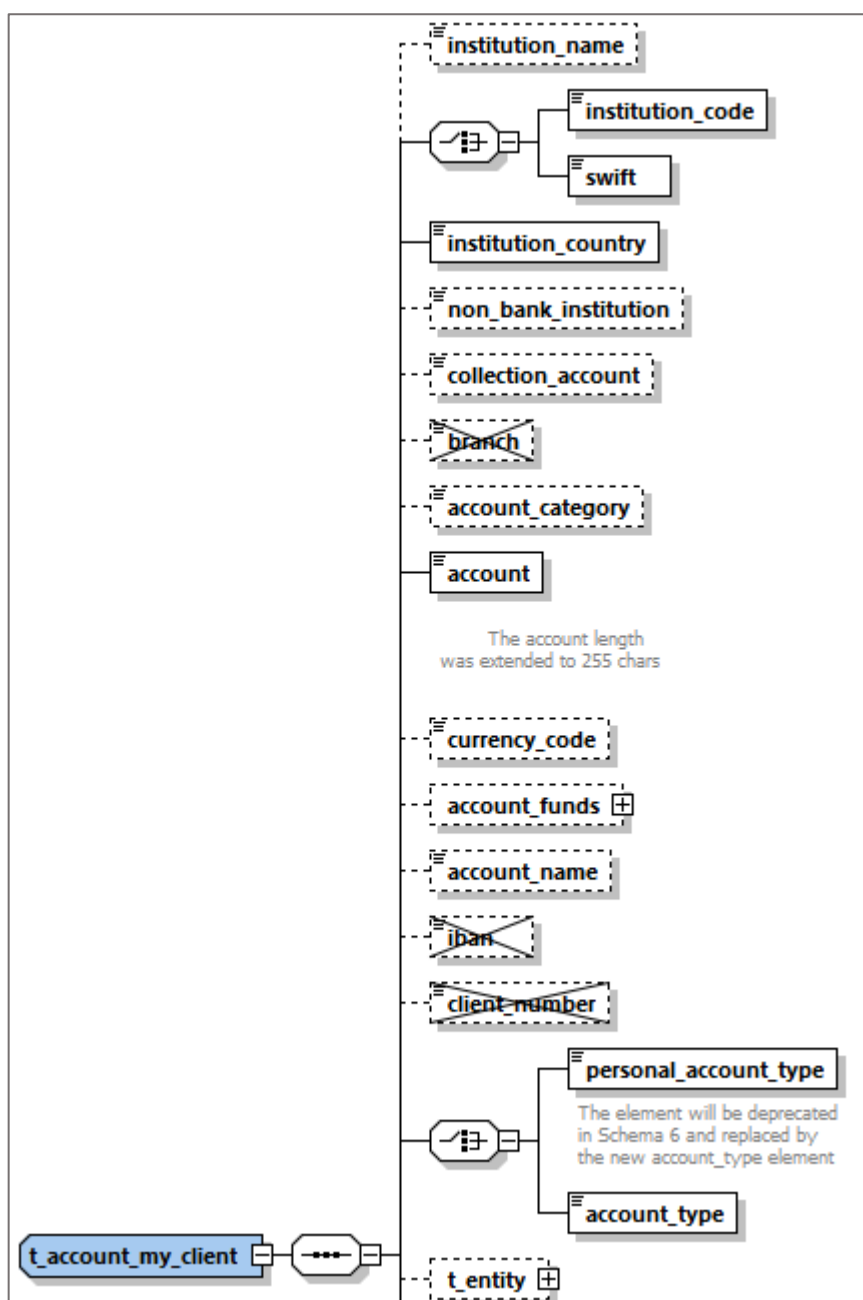 institution_name
institution_code
swift
institution_country
non_bank_institution
collection_account
branch
account_category
account
The account length
was extended to 255 chars
currency_code
account_funds
account_name
iban
client_number
personal_account_type
The element will be deprecated
in Schema 6 and replaced by
the new account_type element
account_type
t_account_my_client
t_entity